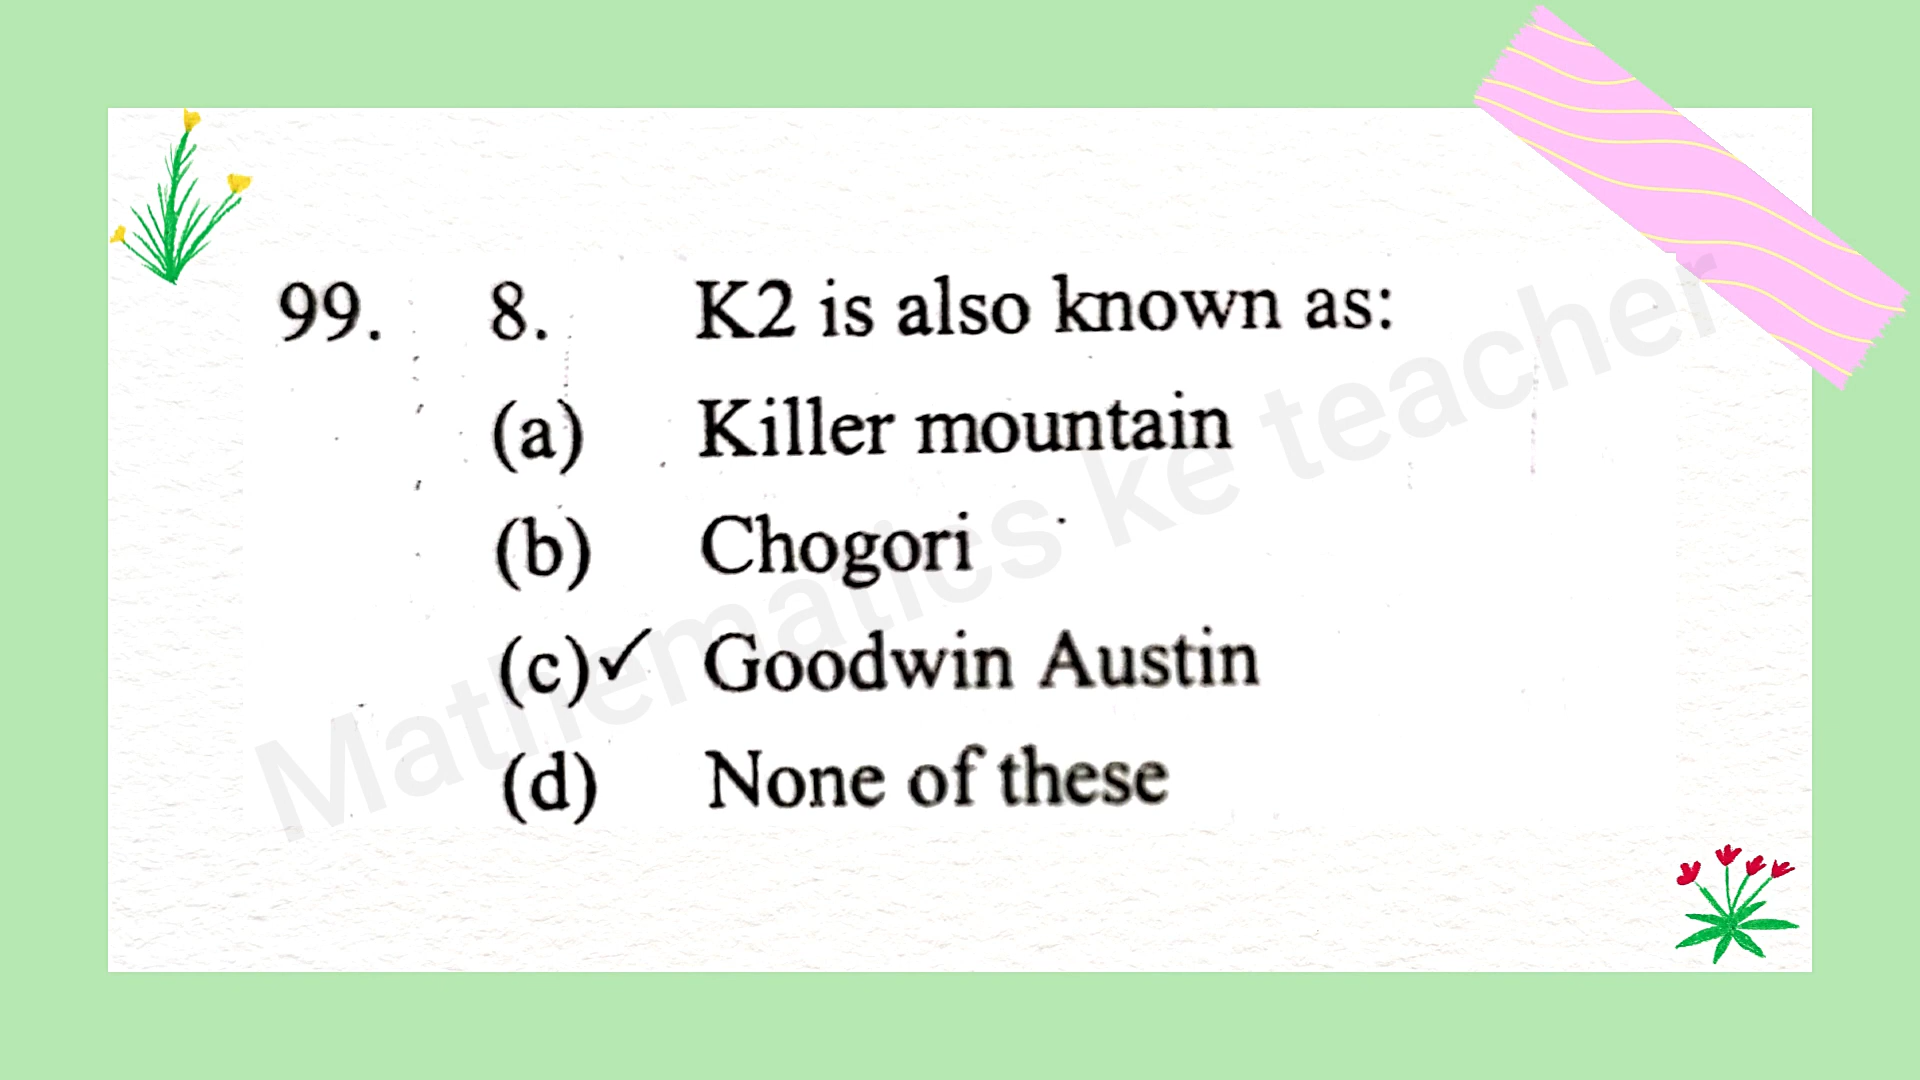 99. 8. K2 is also known as:
(a) Killer mountain
(b) Chogori
(c)✓ Goodwin Austin
(d) None of these
Mathematics ke teacher